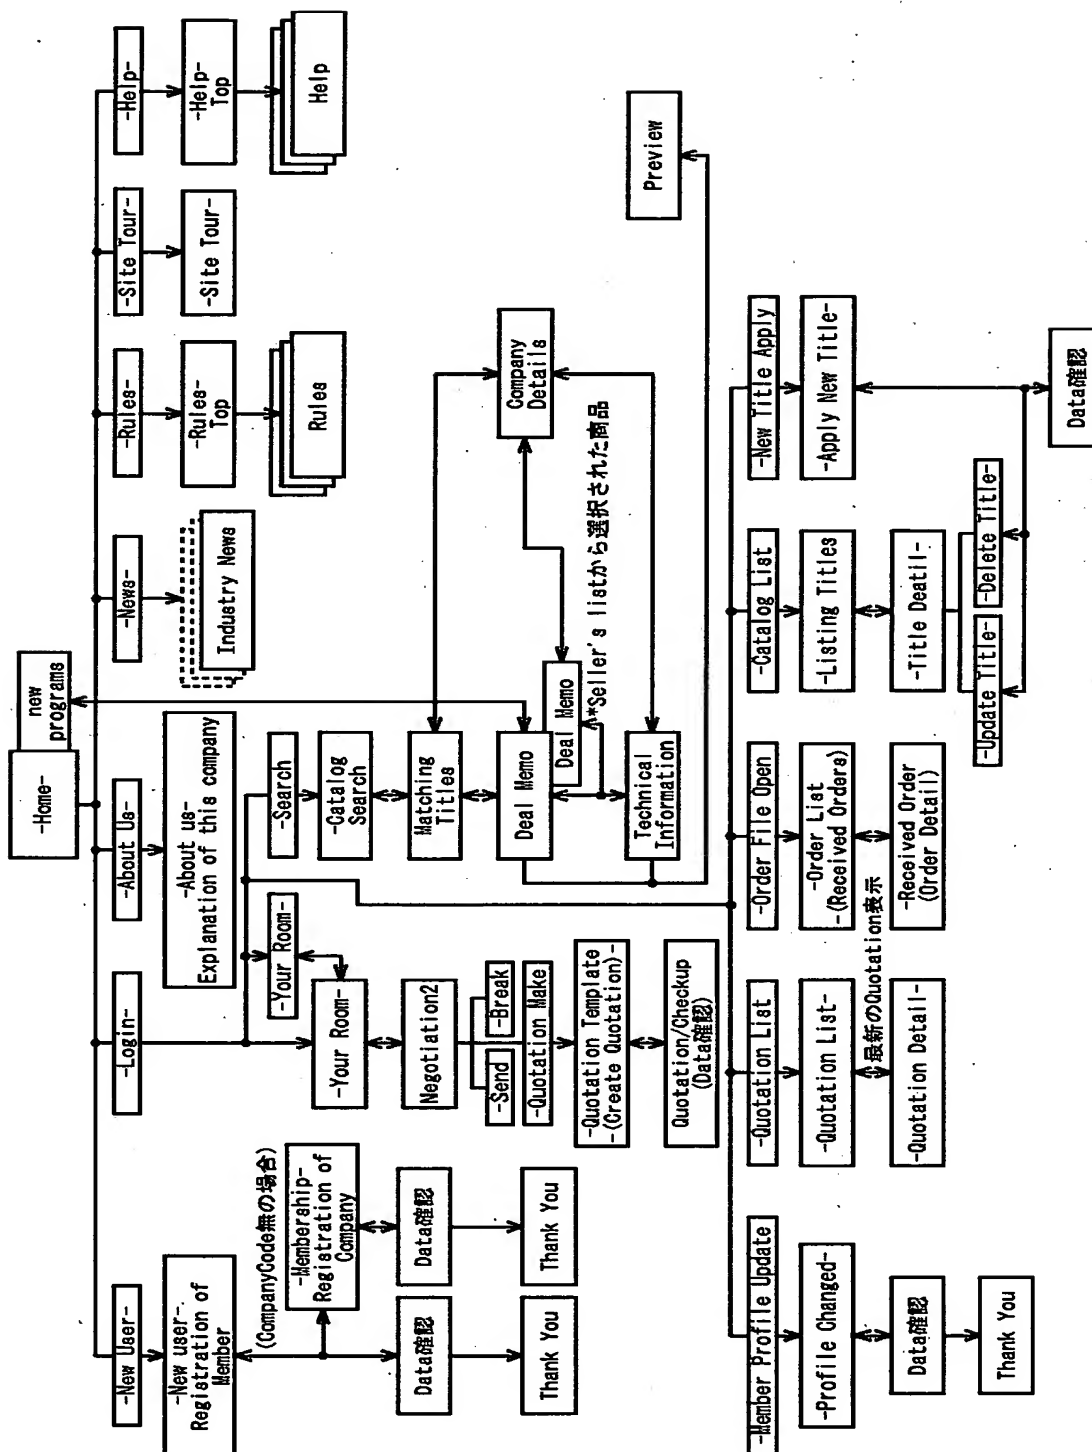 -Home-
new
programs
-New User-
-Login-
-About Us-
-News-
-Rules-
-Site Tour-
-Help-
-New user-
Registration of
Member
-About us-
Explanation of this company
Industry News
-Rules-
Top
-Site Tour-
-Help-
Top
Rules
Help
(CompanyCode無の場合)
-Membership-
Registration of
Company
Data確認
Data確認
Thank You
Thank You
-Your Room-
-Your Room-
Negotiation2
-Send
-Break
-Quotation Make
-Quotation Template
-(Create Quotation)-
Quotation/Checkup
(Data確認)
-Search
-Catalog
Search
Matching
Titles
Deal Memo
Deal Memo
*Seller's listから選択された商品
Technical
Information
Company
Details
Preview
-Member Profile Update
-Profile Changed-
Data確認
Thank You
-Quotation List
-Quotation List-
最新のQuotation表示
-Quotation Detail-
-Order File Open
-Order List
-(Received Orders)
-Received Order
(Order Detail)
-Catalog List
-Listing Titles
-Title Deatil-
-Update Title-
-Delete Title-
-New Title Apply
-Apply New Title-
Data確認